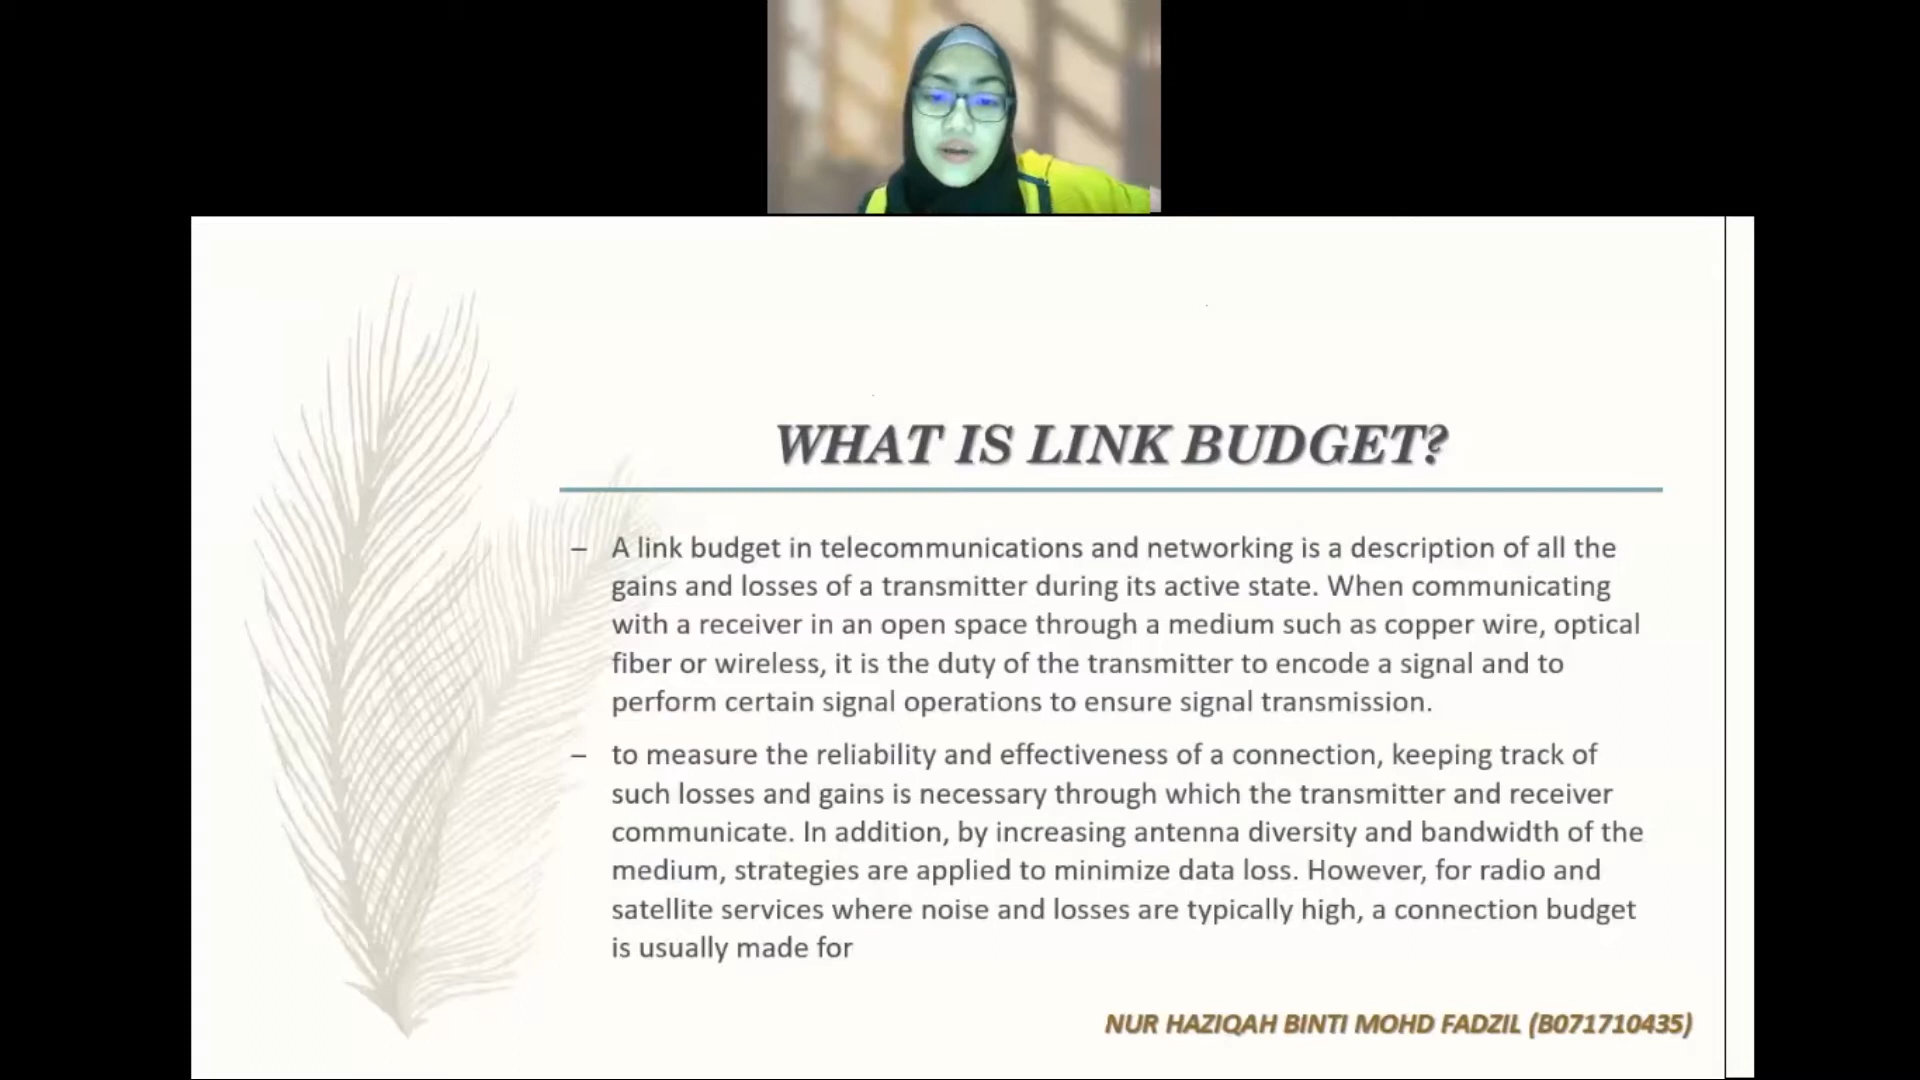 WHAT IS LINK BUDGET?
– A link budget in telecommunications and networking is a description of all the
gains and losses of a transmitter during its active state. When communicating
with a receiver in an open space through a medium such as copper wire, optical
fiber or wireless, it is the duty of the transmitter to encode a signal and to
perform certain signal operations to ensure signal transmission.
– to measure the reliability and effectiveness of a connection, keeping track of
such losses and gains is necessary through which the transmitter and receiver
communicate. In addition, by increasing antenna diversity and bandwidth of the
medium, strategies are applied to minimize data loss. However, for radio and
satellite services where noise and losses are typically high, a connection budget
is usually made for
NUR HAZIQAH BINTI MOHD FADZIL (B071710435)